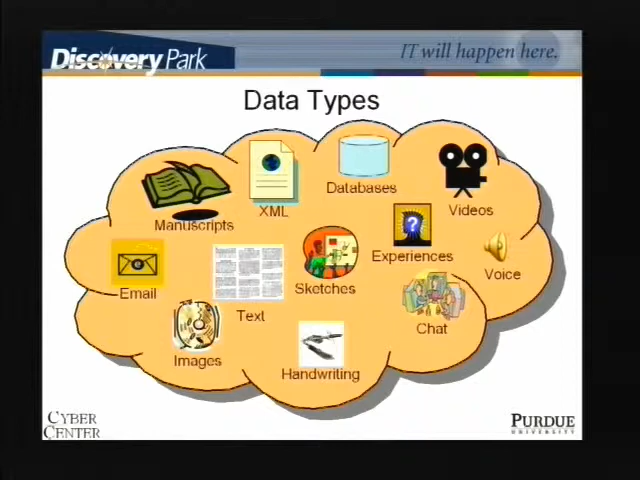 Discovery Park
IT will happen here.
Data Types
Manuscripts
XML
Databases
Videos
Email
Text
Sketches
Experiences
Voice
Images
Handwriting
Chat
CYBER
CENTER
PURDUE
UNIVERSITY